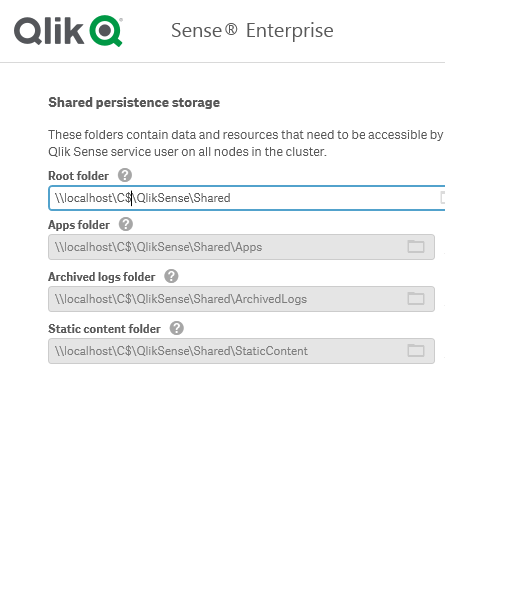 Qlik Q
Sense® Enterprise
Shared persistence storage
These folders contain data and resources that need to be accessible by
Qlik Sense service user on all nodes in the cluster.
Root folder ?
\\localhost\C$\QlikSense\Shared
Apps folder ?
\\localhost\C$\QlikSense\Shared\Apps
Archived logs folder ?
\\localhost\C$\QlikSense\Shared\ArchivedLogs
Static content folder ?
\\localhost\C$\QlikSense\Shared\StaticContent